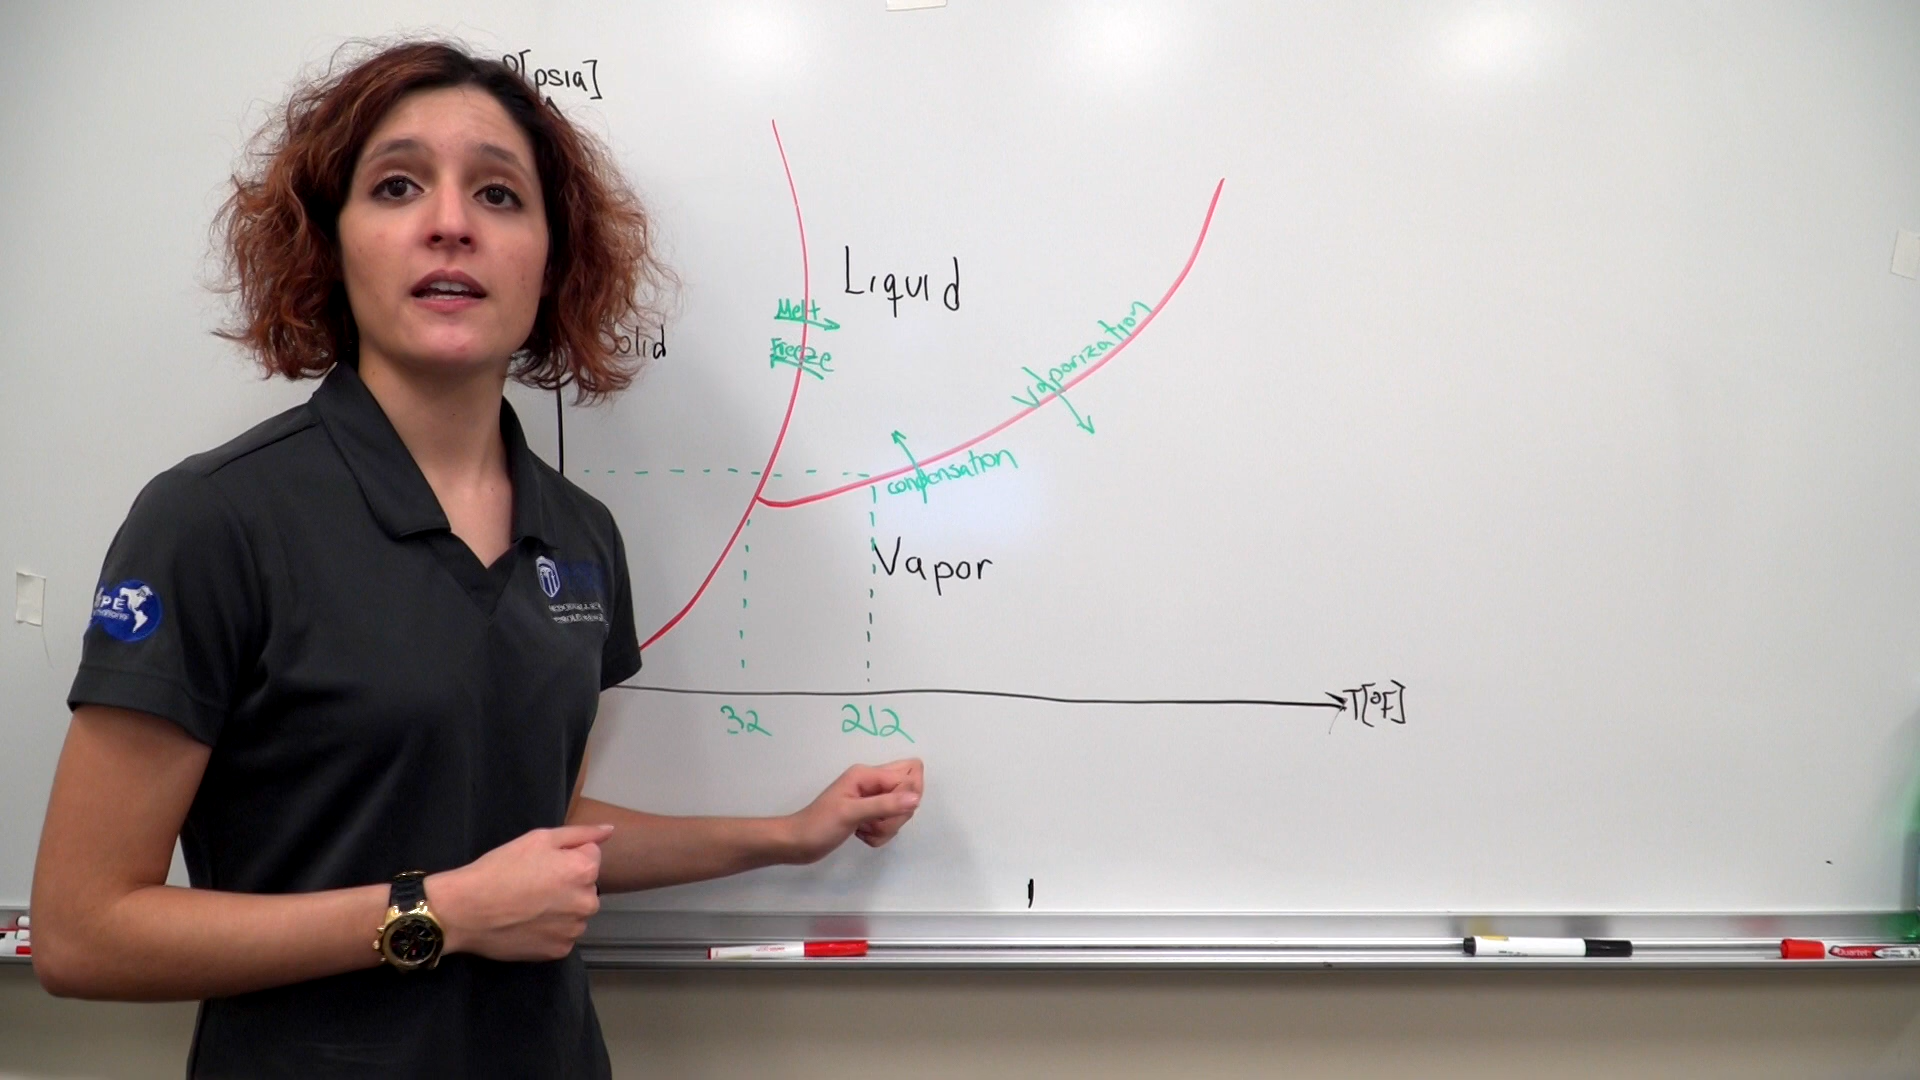 [psia]
Liquid
Melt
Freeze
olid
vaporization
condensation
Vapor
T[°F]
32
212